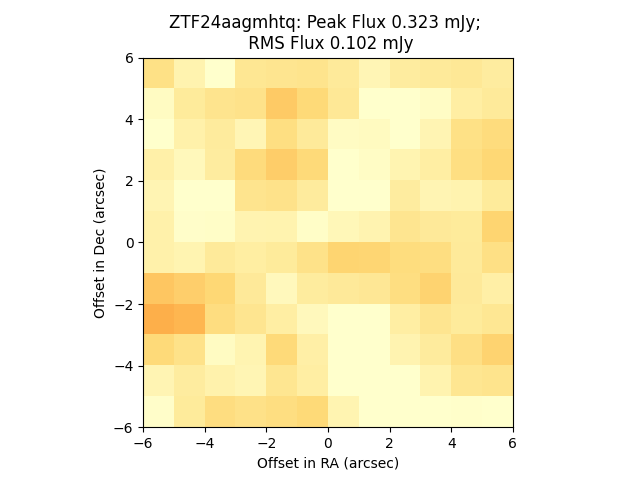 ZTF24aagmhtq: Peak Flux 0.323 mJy;
RMS Flux 0.102 mJy
6
4
2
0
−2
−4
−6
Offset in Dec (arcsec)
−6 −4 −2 0 2 4 6
Offset in RA (arcsec)